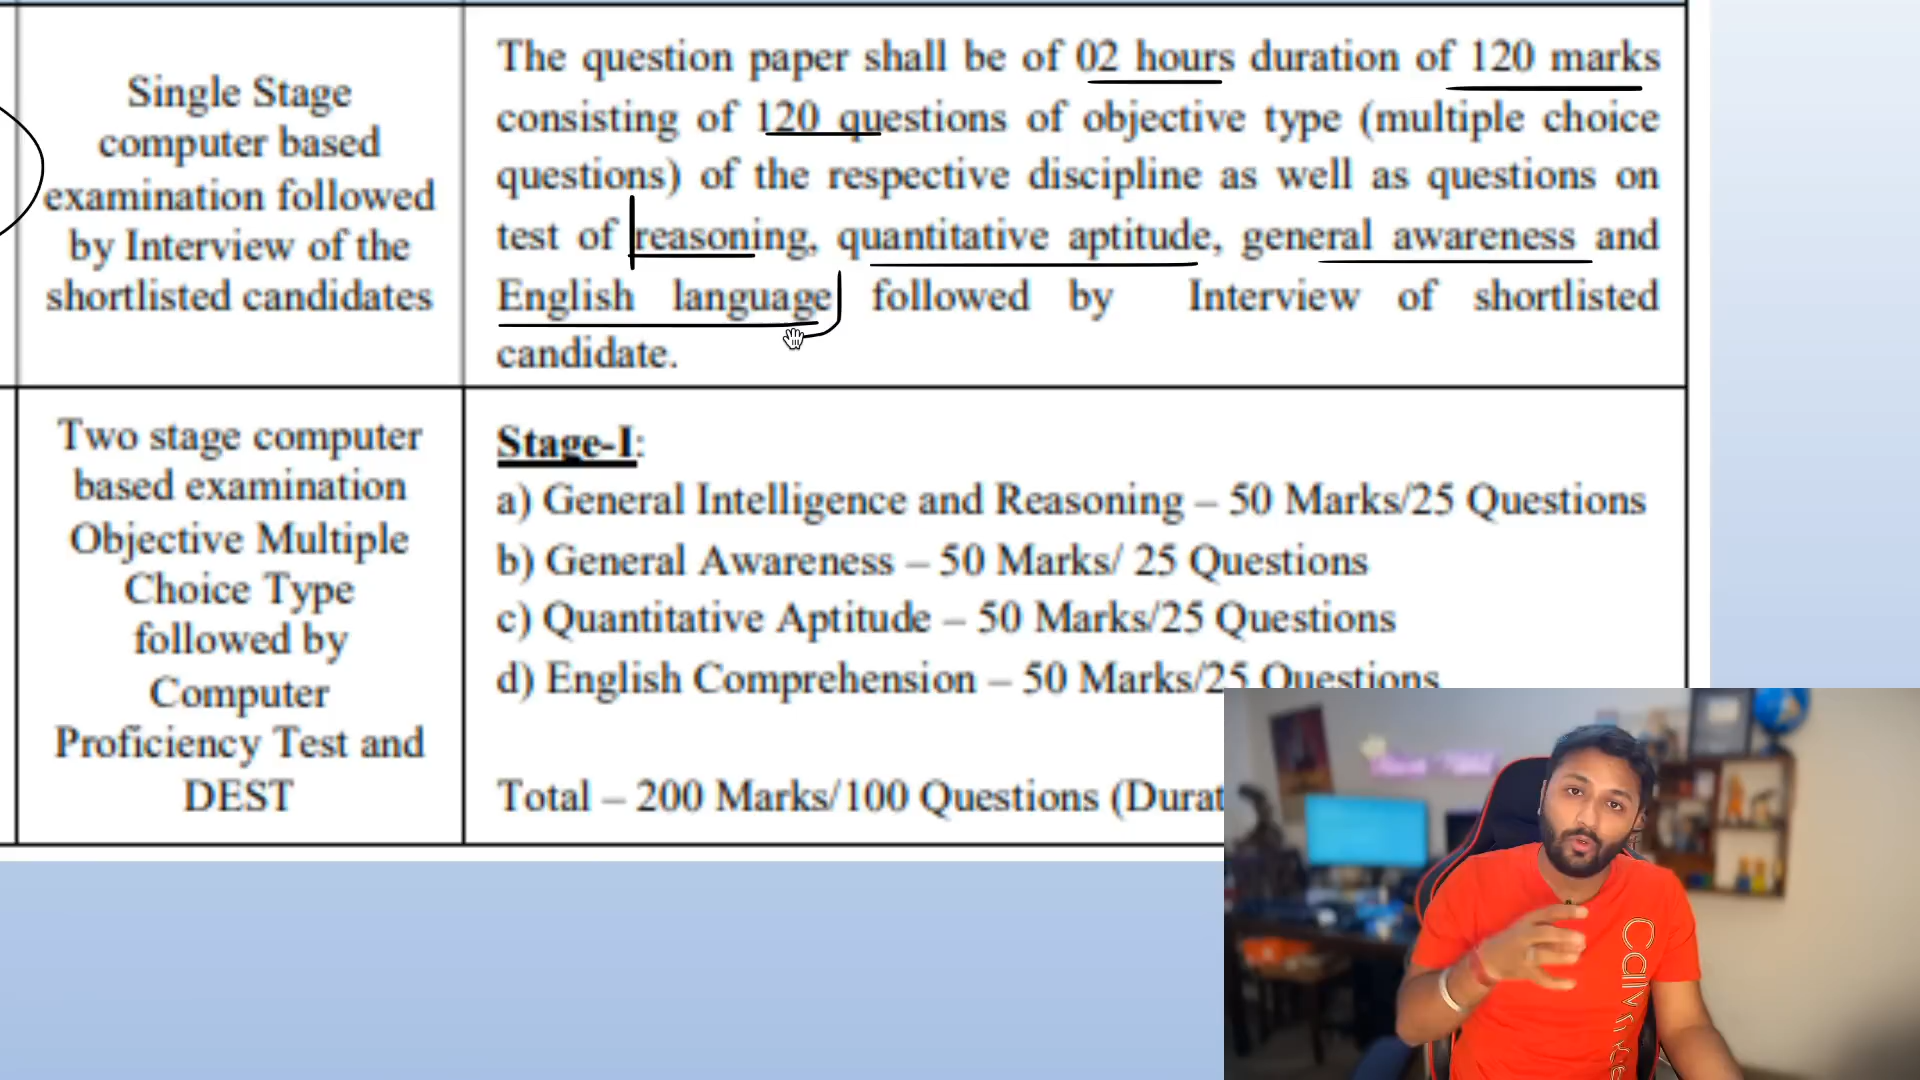 Single Stage
computer based
examination followed
by Interview of the
shortlisted candidates
The question paper shall be of 02 hours duration of 120 marks
consisting of 120 questions of objective type (multiple choice
questions) of the respective discipline as well as questions on
test of reasoning, quantitative aptitude, general awareness and
English language followed by Interview of shortlisted
candidate.
Two stage computer
based examination
Objective Multiple
Choice Type
followed by
Computer
Proficiency Test and
DEST
Stage-I:
a) General Intelligence and Reasoning – 50 Marks/25 Questions
b) General Awareness – 50 Marks/ 25 Questions
c) Quantitative Aptitude – 50 Marks/25 Questions
d) English Comprehension – 50 Marks/25 Questions
Total – 200 Marks/100 Questions (Durat